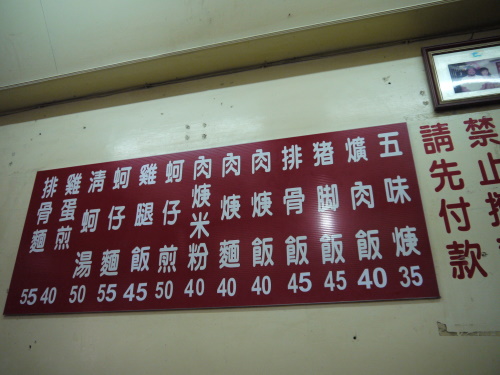 禁止
請先付款
五味焿 35
爌肉飯 40
猪脚飯 45
排骨飯 45
肉焿飯 40
肉焿麵 40
肉焿米粉 40
蚵仔煎 50
雞腿飯 45
蚵仔麵 55
清蚵湯 50
雞蛋煎 40
排骨麵 55